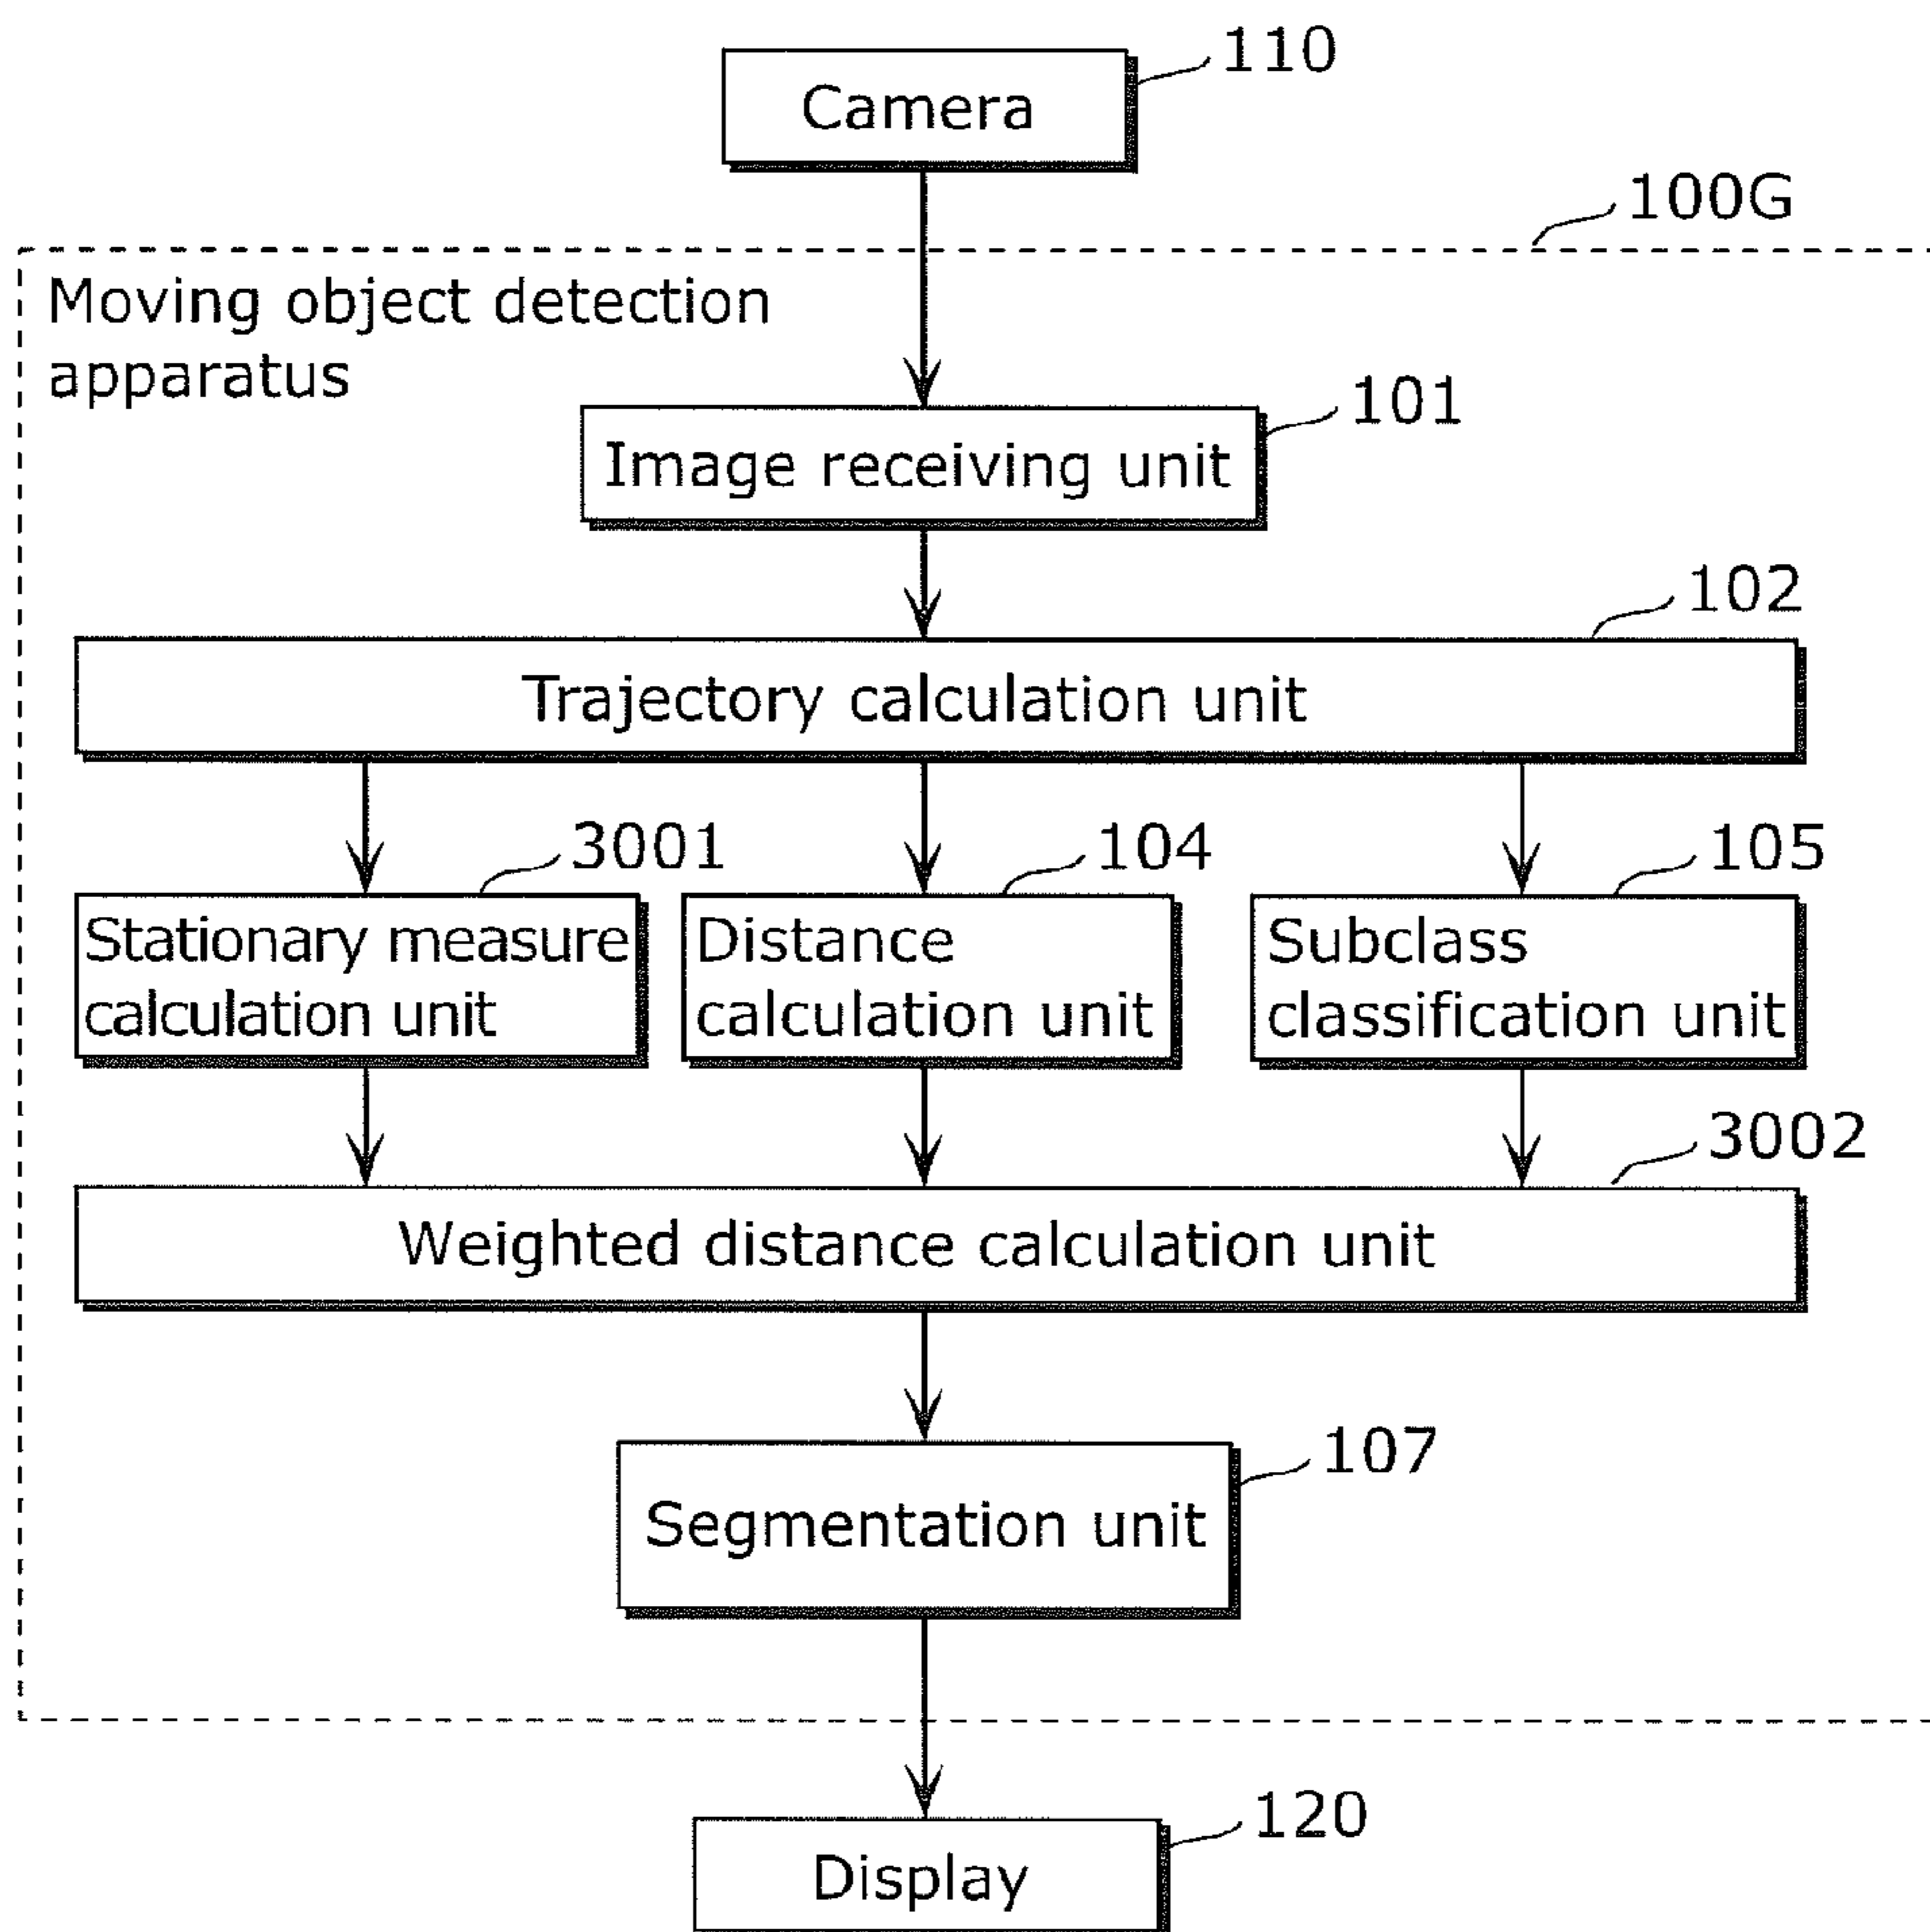 110
Camera
100G
Moving object detection
apparatus
101
Image receiving unit
102
Trajectory calculation unit
3001
Stationary measure
calculation unit
104
Distance
calculation unit
105
Subclass
classification unit
3002
Weighted distance calculation unit
107
Segmentation unit
120
Display